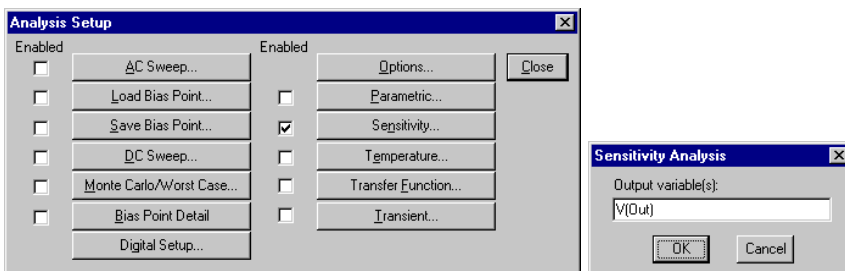 Analysis Setup
Enabled Enabled
AC Sweep... Options... Close
Load Bias Point... Parametric...
Save Bias Point... Sensitivity...
DC Sweep... Temperature...
Monte Carlo/Worst Case... Transfer Function...
Bias Point Detail Transient...
Digital Setup...
Sensitivity Analysis
Output variable(s):
V(Out)
OK Cancel